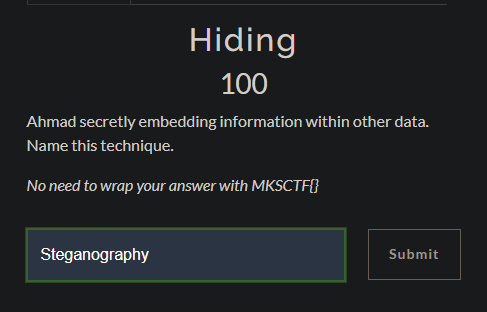 Hiding
100
Ahmad secretly embedding information within other data.
Name this technique.
No need to wrap your answer with MKSCTF{}
Steganography
Submit